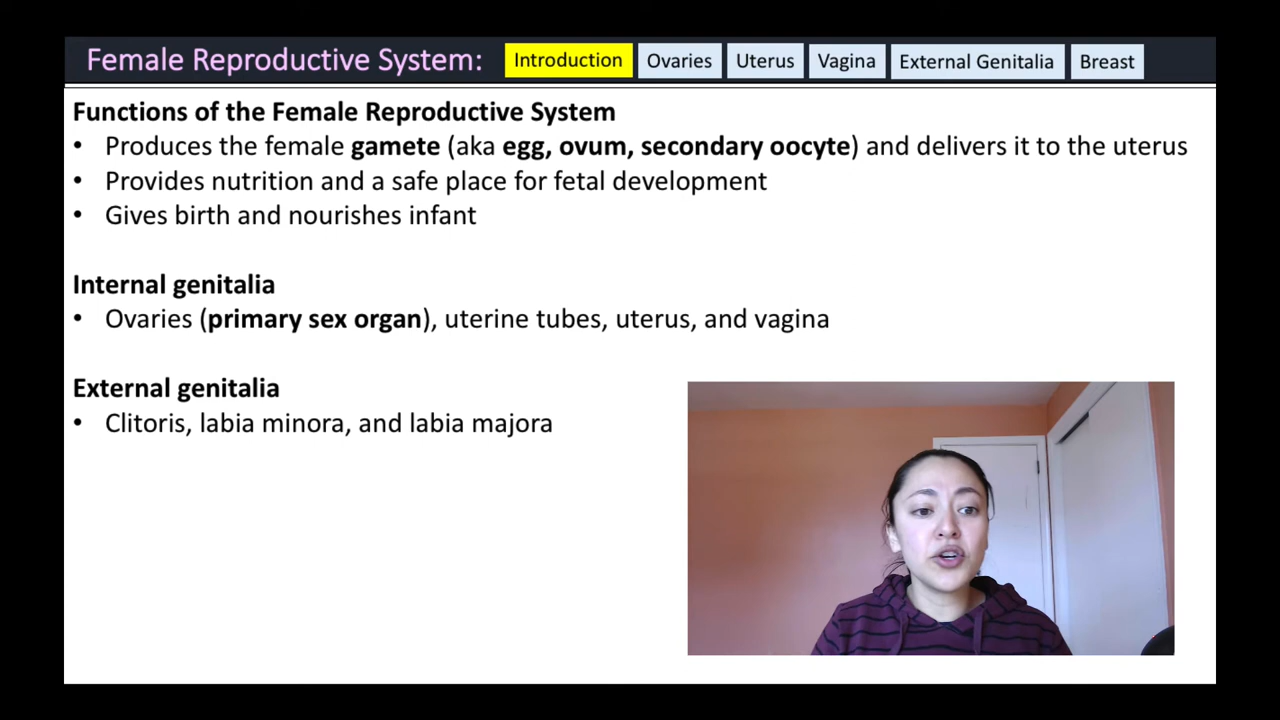 Female Reproductive System: Introduction Ovaries Uterus Vagina External Genitalia Breast
Functions of the Female Reproductive System
• Produces the female gamete (aka egg, ovum, secondary oocyte) and delivers it to the uterus
• Provides nutrition and a safe place for fetal development
• Gives birth and nourishes infant
Internal genitalia
• Ovaries (primary sex organ), uterine tubes, uterus, and vagina
External genitalia
• Clitoris, labia minora, and labia majora